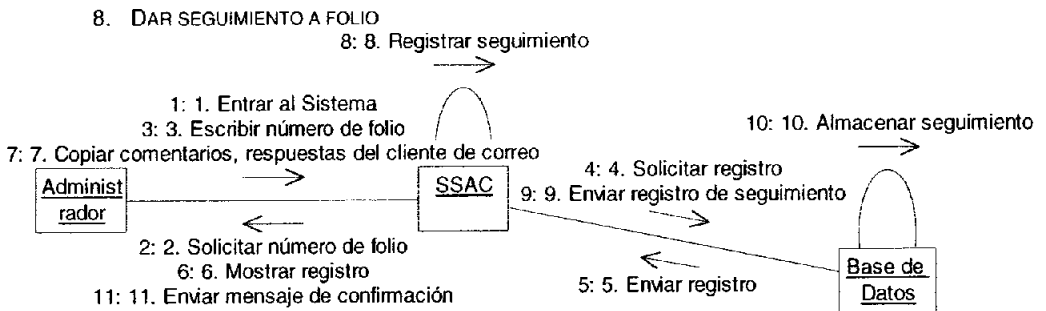 8. DAR SEGUIMIENTO A FOLIO
8: 8. Registrar seguimiento
1: 1. Entrar al Sistema
3: 3. Escribir número de folio
7: 7. Copiar comentarios, respuestas del cliente de correo
10: 10. Almacenar seguimiento
Administ
rador
SSAC
4: 4. Solicitar registro
9: 9. Enviar registro de seguimiento
2: 2. Solicitar número de folio
6: 6. Mostrar registro
11: 11. Enviar mensaje de confirmación
5: 5. Enviar registro
Base de
Datos